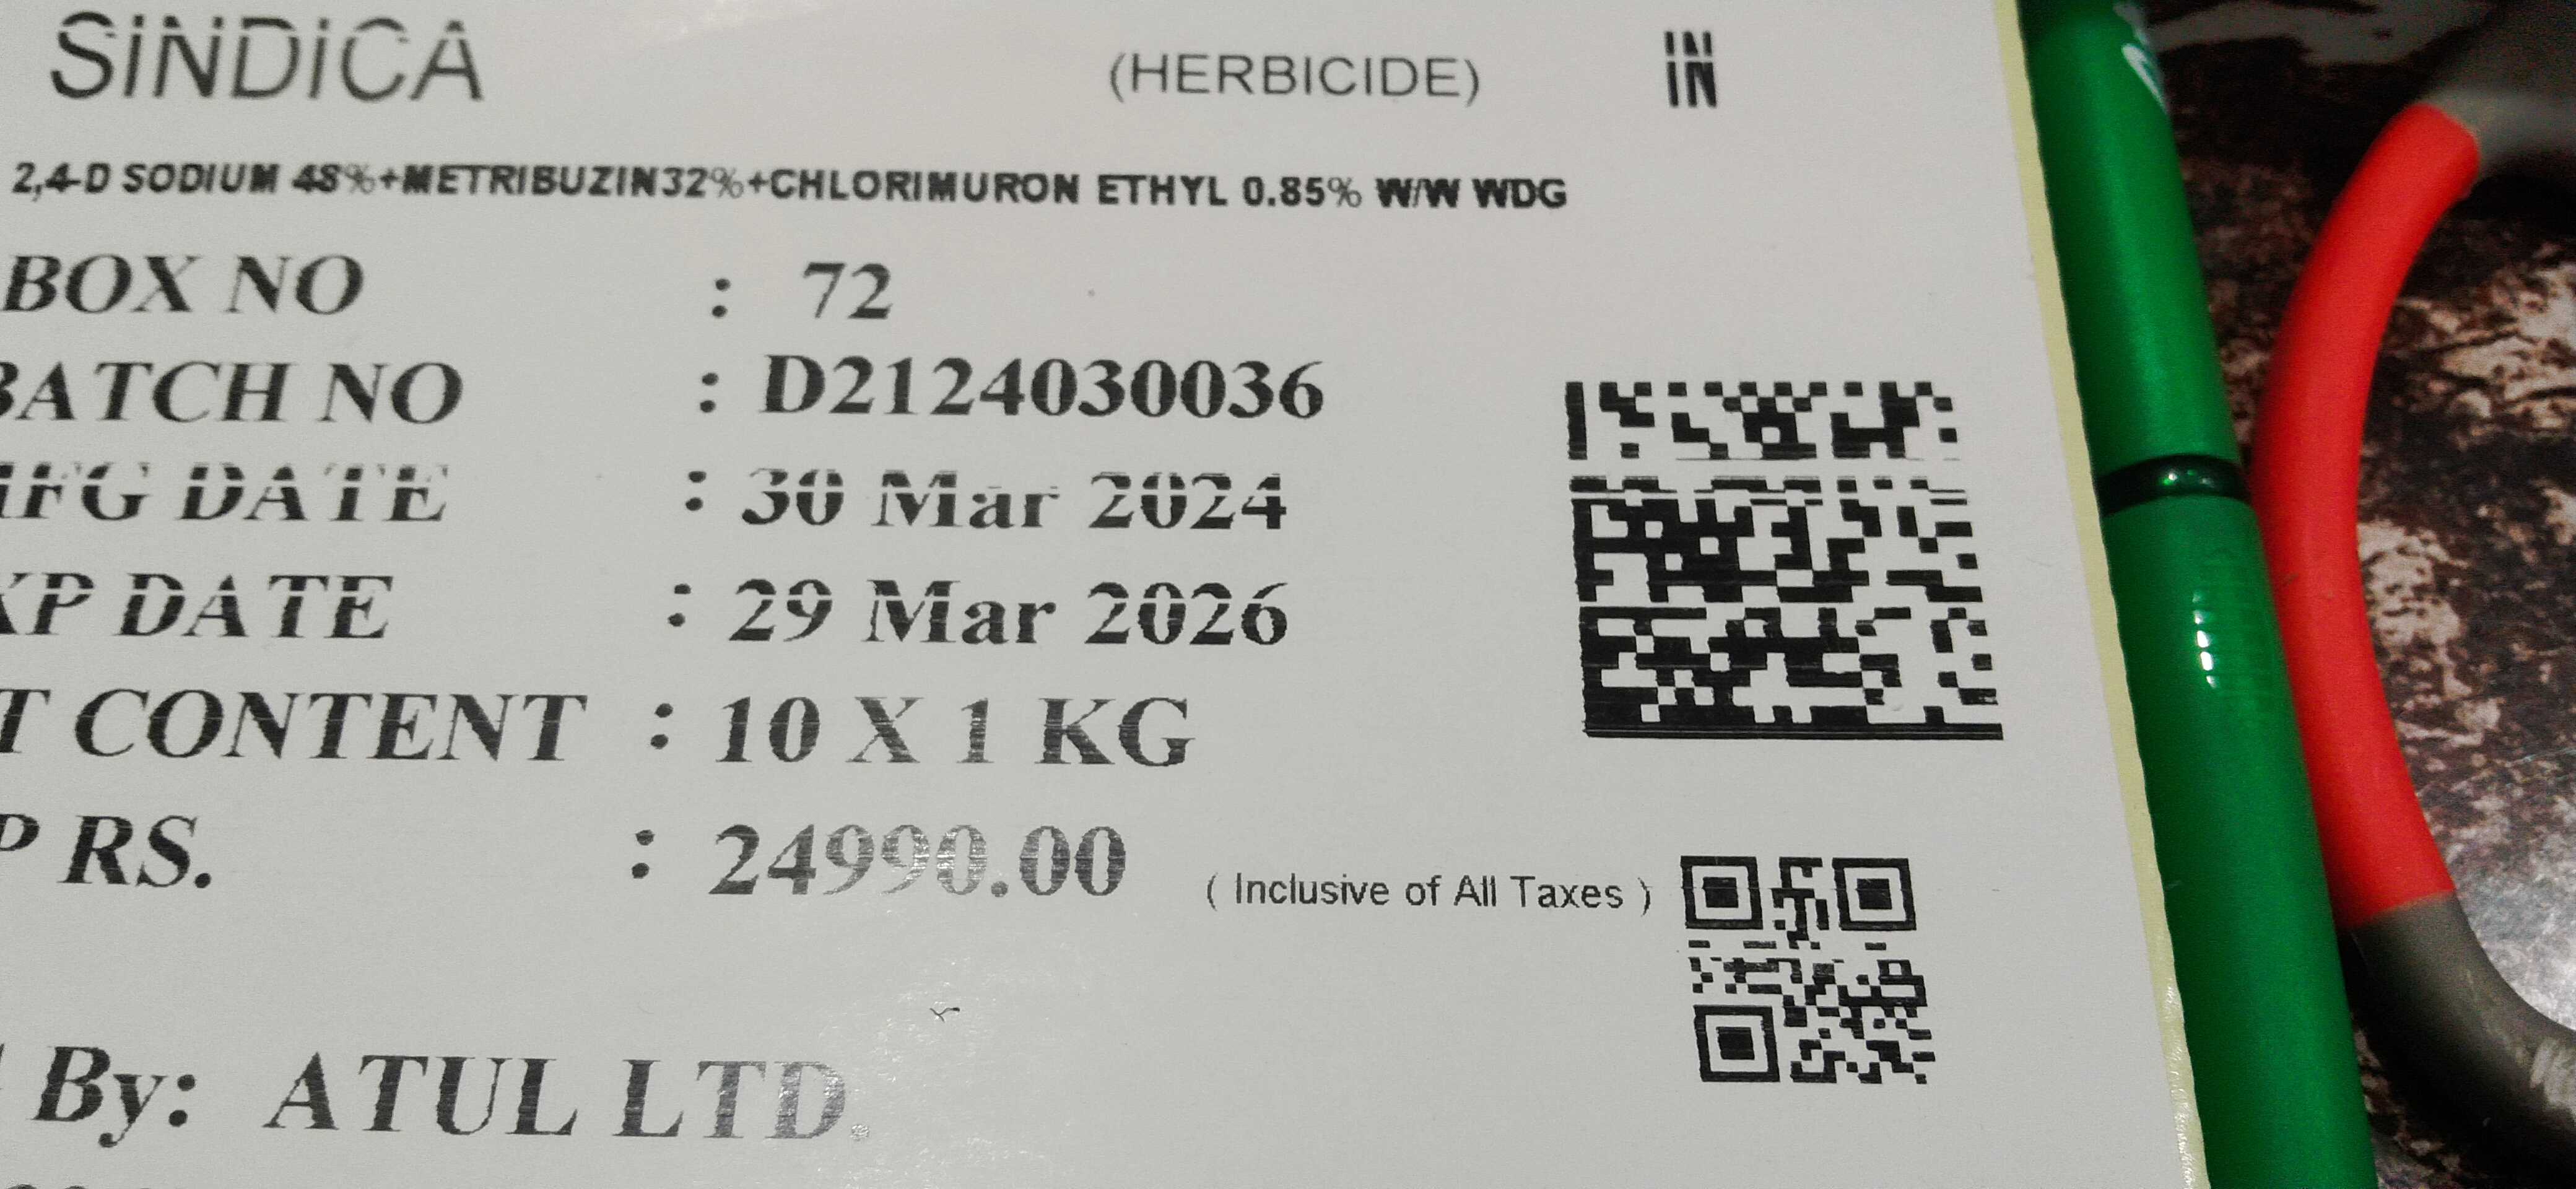 SiNDiCA (HERBICIDE) IN
2,4-D SODIUM 48%+METRIBUZIN32%+CHLORIMURON ETHYL 0.85% W/W WDG
BOX NO : 72
BATCH NO : D2124030036
MFG DATE : 30 Mar 2024
XP DATE : 29 Mar 2026
T CONTENT : 10 X 1 KG
P RS. : 24990.00 ( Inclusive of All Taxes )
By: ATUL LTD.